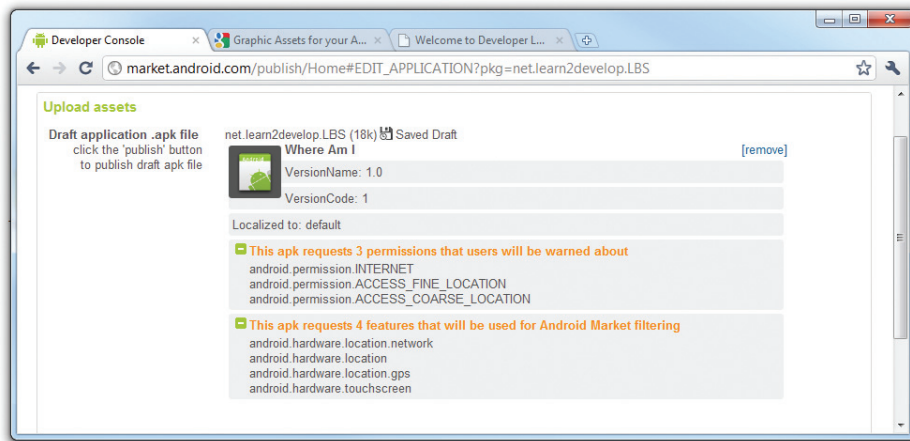 Developer Console
Graphic Assets for your A...
Welcome to Developer L...
market.android.com/publish/Home#EDIT_APPLICATION?pkg=net.learn2develop.LBS
Upload assets
Draft application .apk file
click the 'publish' button
to publish draft apk file
net.learn2develop.LBS (18k) Saved Draft
Where Am I
[remove]
VersionName: 1.0
VersionCode: 1
Localized to: default
This apk requests 3 permissions that users will be warned about
android.permission.INTERNET
android.permission.ACCESS_FINE_LOCATION
android.permission.ACCESS_COARSE_LOCATION
This apk requests 4 features that will be used for Android Market filtering
android.hardware.location.network
android.hardware.location
android.hardware.location.gps
android.hardware.touchscreen